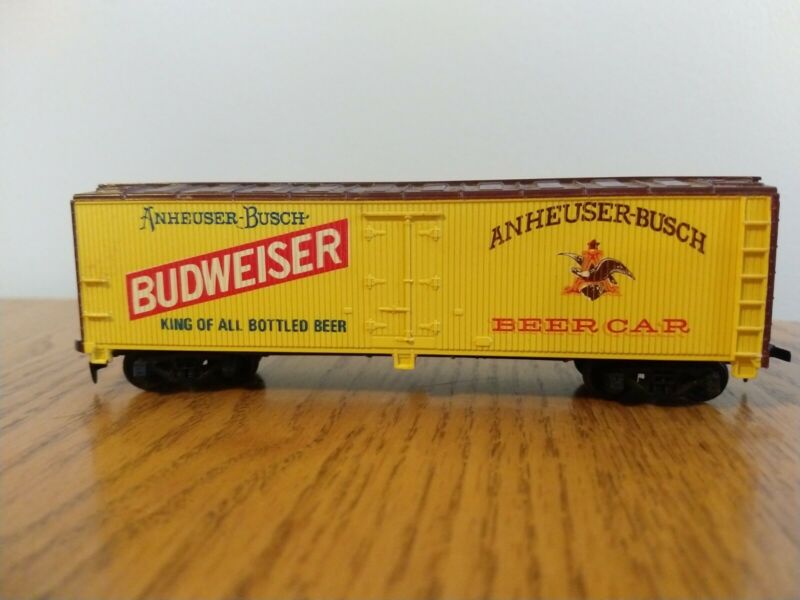 ANHEUSER-BUSCH
BUDWEISER
KING OF ALL BOTTLED BEER
ANHEUSER-BUSCH
BEER CAR